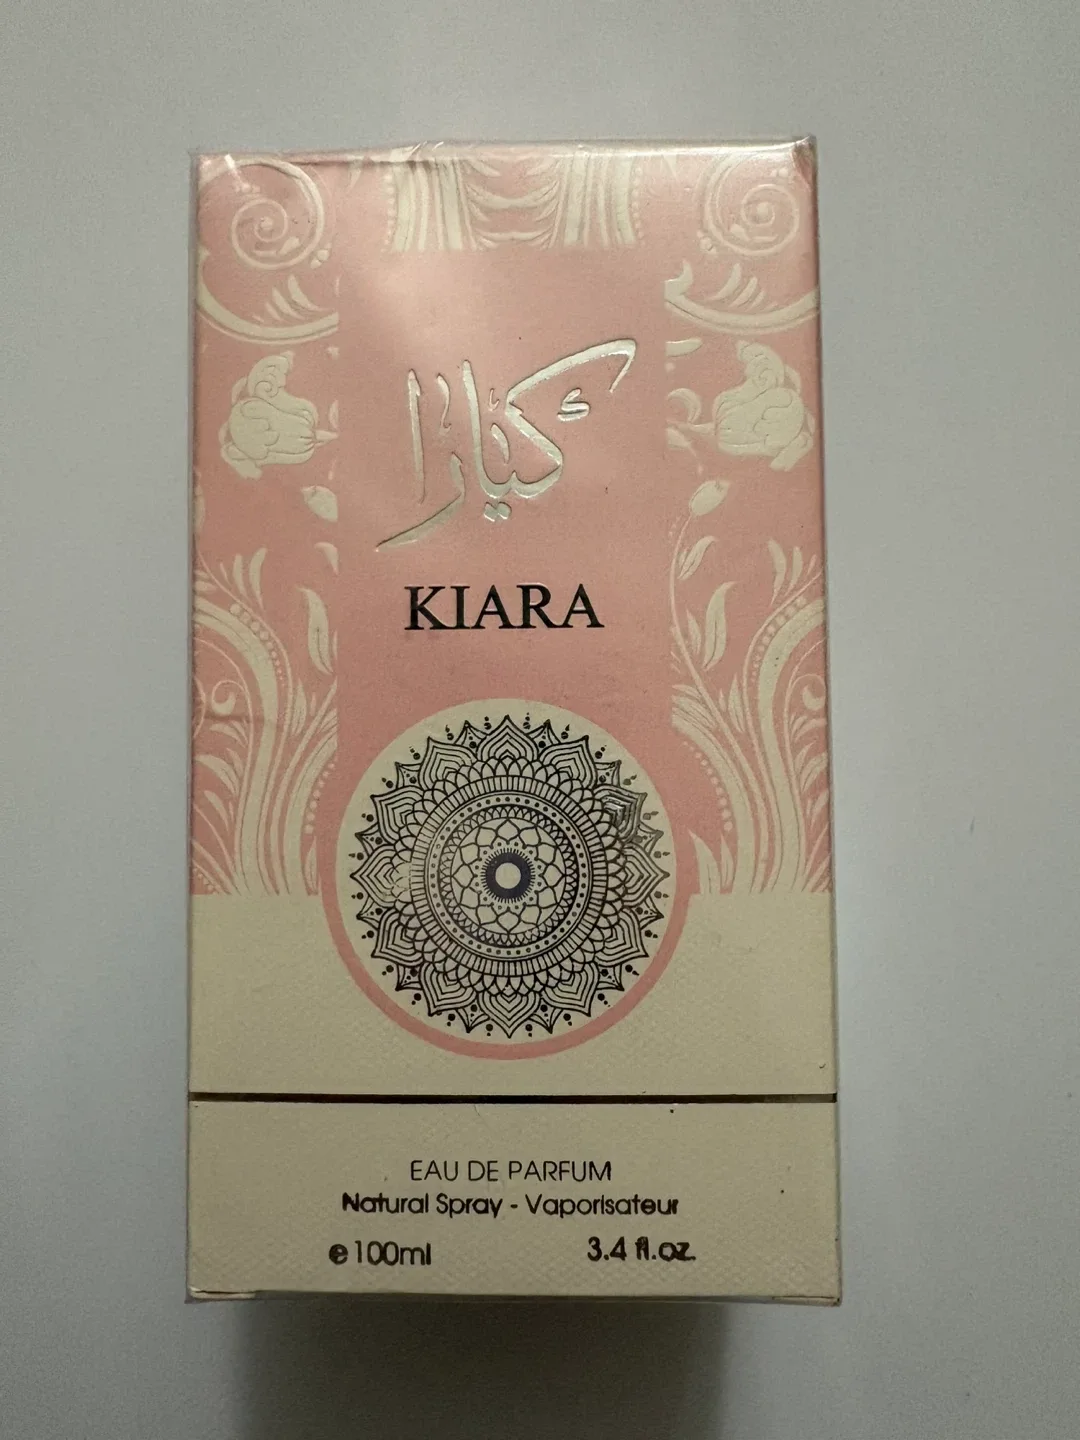 كيارا
KIARA
EAU DE PARFUM
Natural Spray - Vaporisateur
℮100ml 3.4 fl.oz.